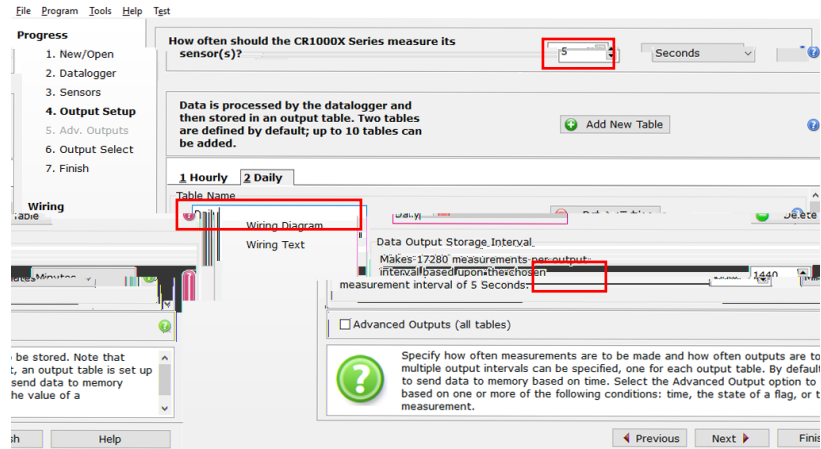 File Program Tools Help Test
Progress
1. New/Open
2. Datalogger
3. Sensors
4. Output Setup
5. Adv. Outputs
6. Output Select
7. Finish
Wiring
Wiring Diagram
Wiring Text
How often should the CR1000X Series measure its
sensor(s)?
5
Seconds
Data is processed by the datalogger and
then stored in an output table. Two tables
are defined by default; up to 10 tables can
be added.
Add New Table
1 Hourly 2 Daily
Table Name
Table
Daily
Delete
Data Output Storage Interval
Makes 17280 measurements per output
interval based upon the chosen
measurement interval of 5 Seconds.
1440
Minutes
Advanced Outputs (all tables)
be stored. Note that
, an output table is set up
send data to memory
he value of a
Specify how often measurements are to be made and how often outputs are to
multiple output intervals can be specified, one for each output table. By default
to send data to memory based on time. Select the Advanced Output option to
based on one or more of the following conditions: time, the state of a flag, or t
measurement.
sh
Help
Previous
Next
Finis